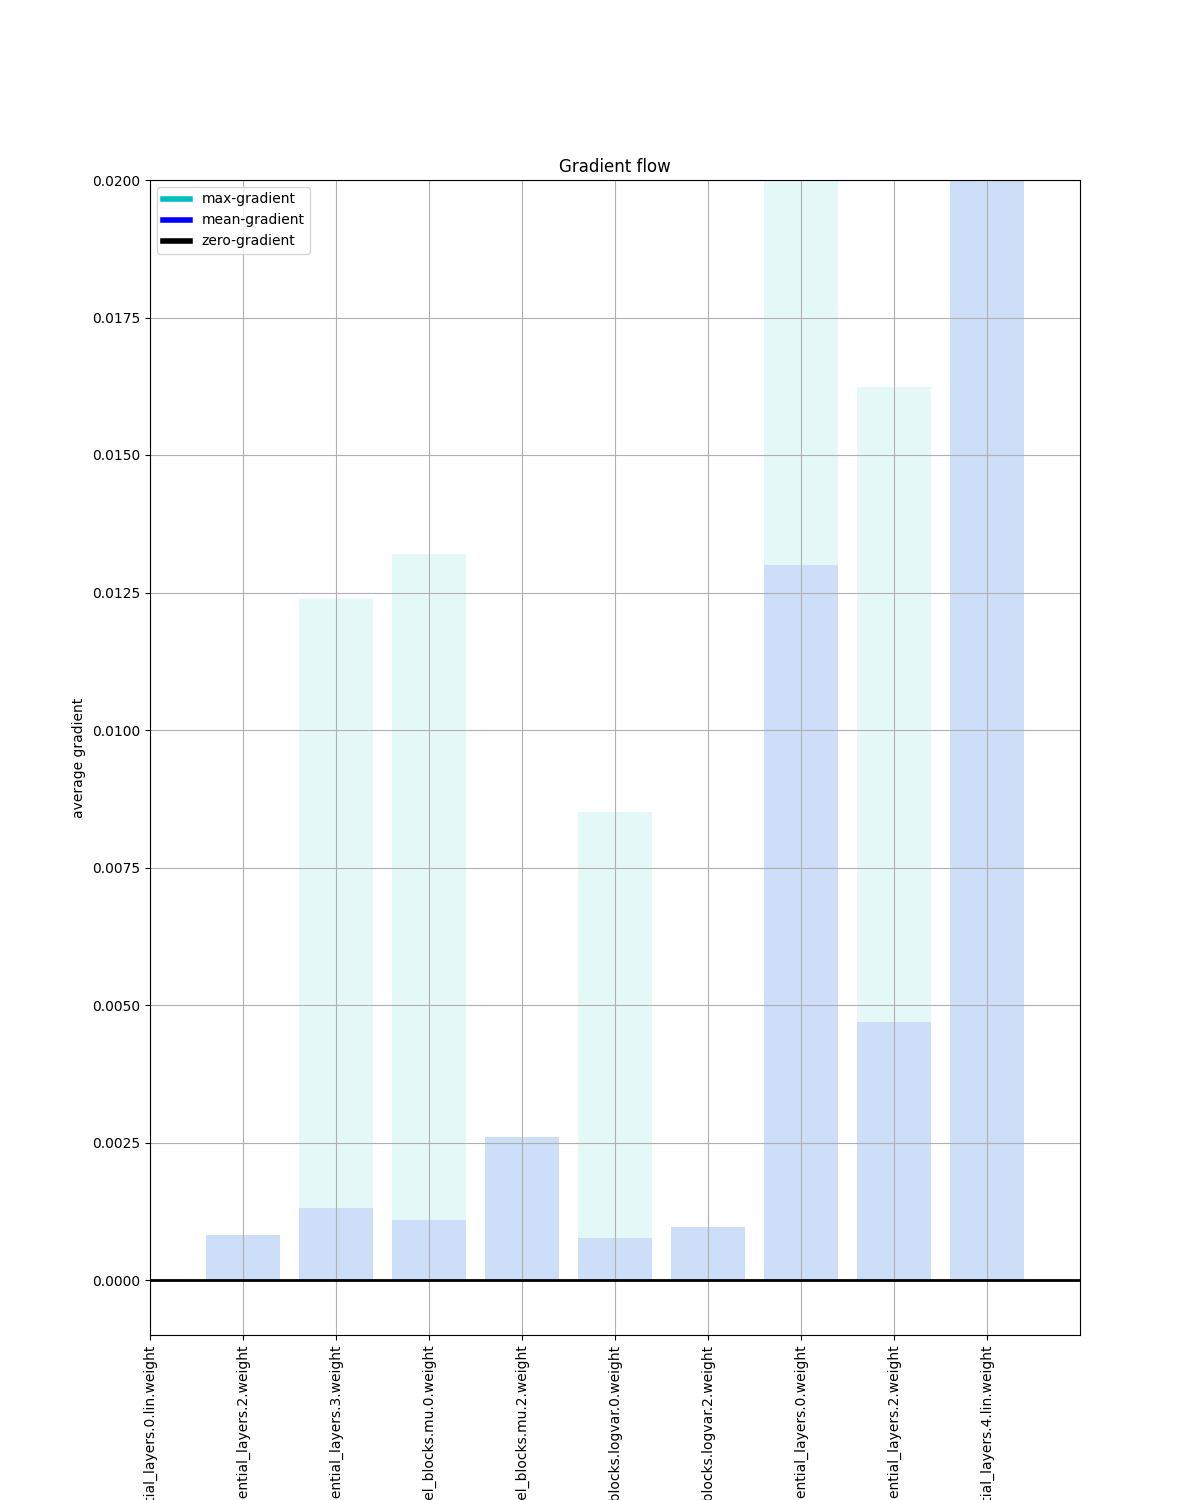 Gradient flow
max-gradient
mean-gradient
zero-gradient
0.0200
0.0175
0.0150
0.0125
0.0100
0.0075
0.0050
0.0025
0.0000
average gradient
tial_layers.0.lin.weight
ential_layers.2.weight
ential_layers.3.weight
el_blocks.mu.0.weight
el_blocks.mu.2.weight
blocks.logvar.0.weight
blocks.logvar.2.weight
ential_layers.0.weight
ential_layers.2.weight
tial_layers.4.lin.weight